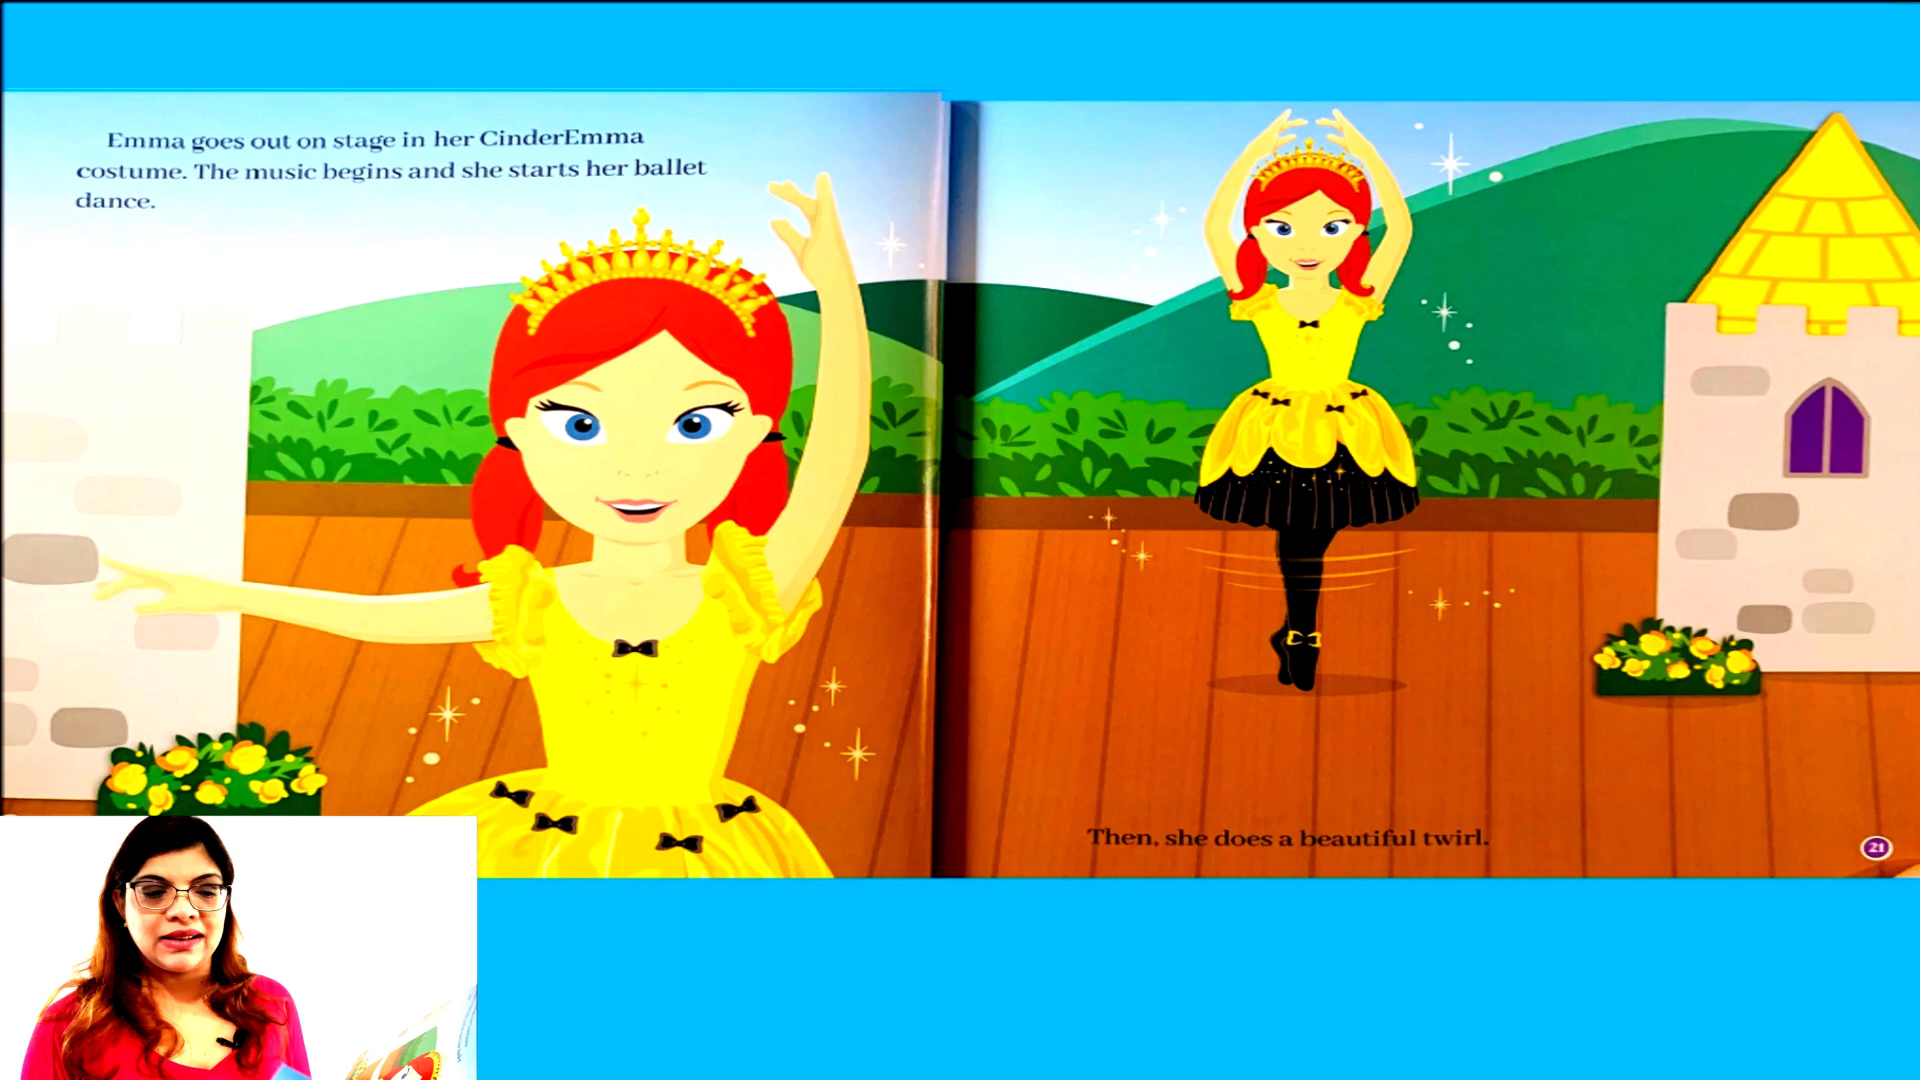 Emma goes out on stage in her CinderEmma
costume. The music begins and she starts her ballet
dance.
Then, she does a beautiful twirl.
21